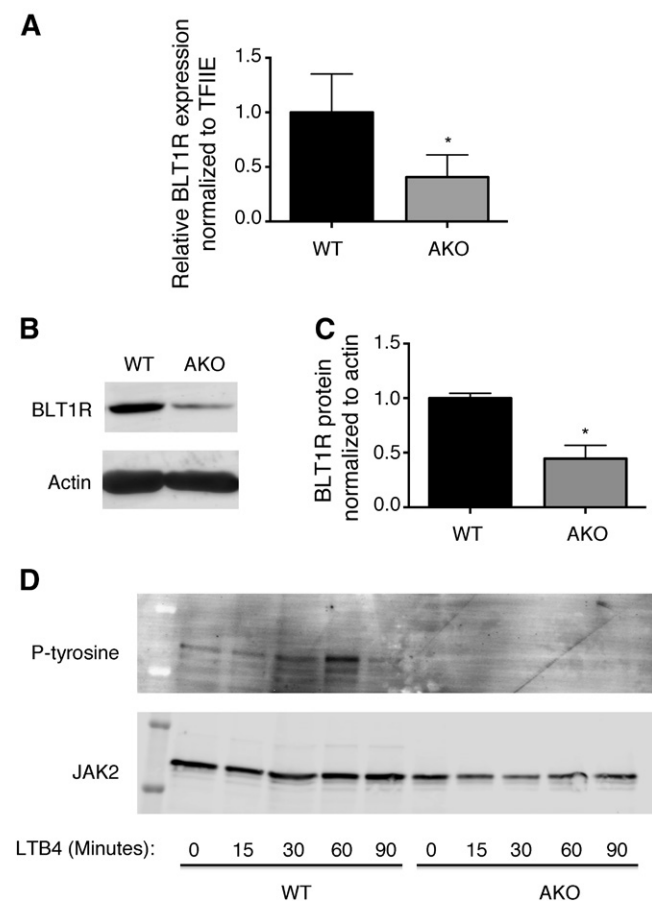 A
Relative BLT1R expression
normalized to TFIIE
1.5
1.0
0.5
0.0
*
WT
AKO
B
WT AKO
BLT1R
Actin
C
BLT1R protein
normalized to actin
1.5
1.0
0.5
0.0
*
WT
AKO
D
P-tyrosine
JAK2
LTB4 (Minutes): 0 15 30 60 90 0 15 30 60 90
WT AKO